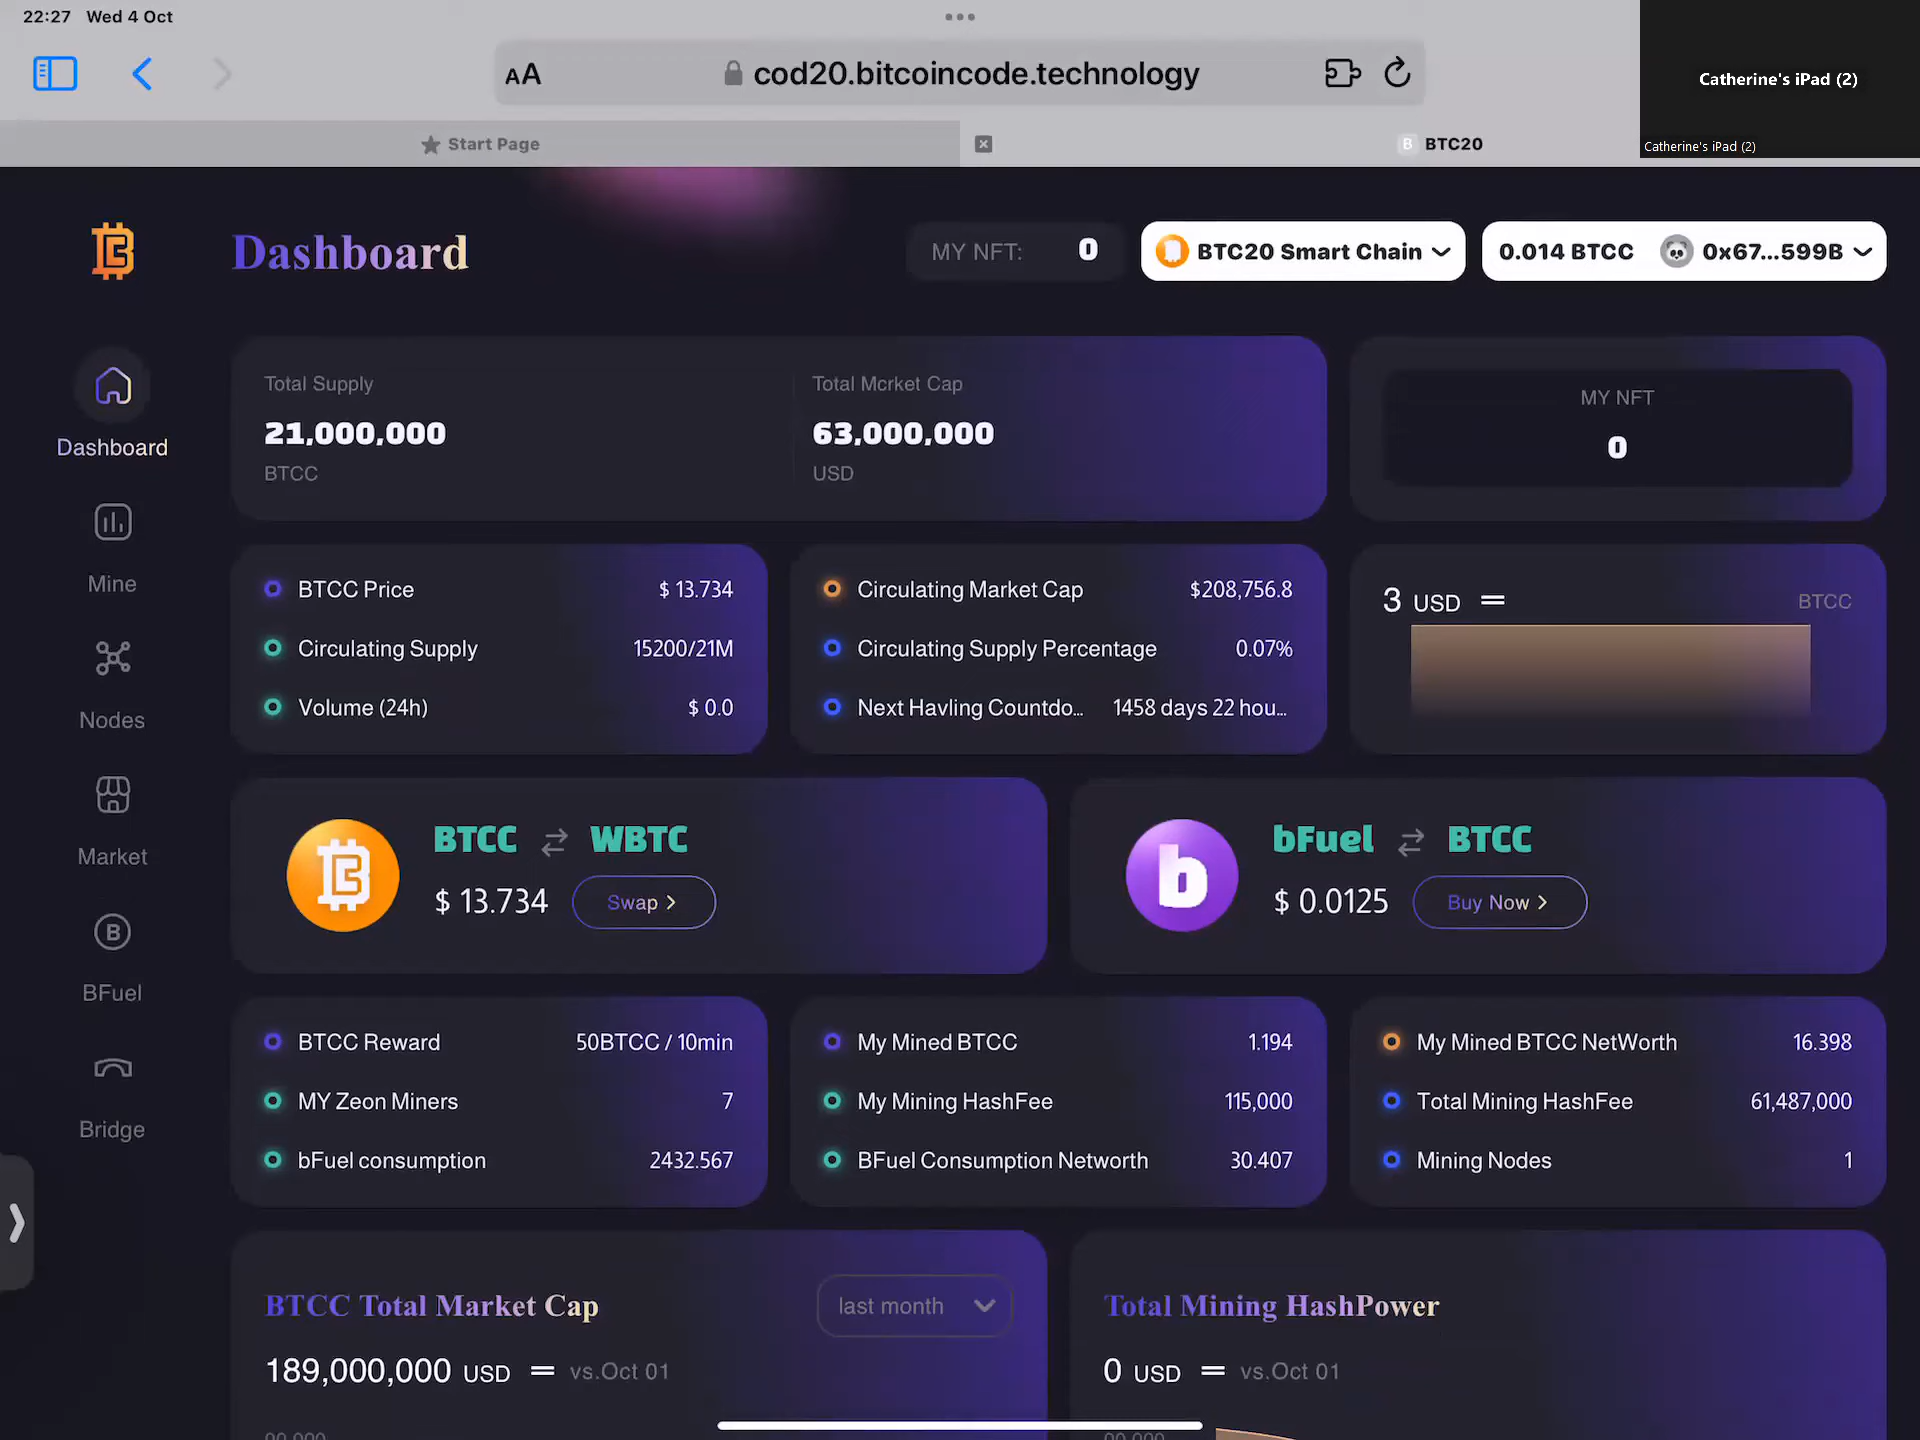 22:27 Wed 4 Oct
AA
cod20.bitcoincode.technology
Catherine's iPad (2)
Catherine's iPad (2)
Start Page
B BTC20
Dashboard
MY NFT: 0
BTC20 Smart Chain
0.014 BTCC 0x67...599B
Dashboard
Mine
Nodes
Market
B
BFuel
Bridge
Total Supply
21,000,000
BTCC
Total Mcrket Cap
63,000,000
USD
MY NFT
0
BTCC Price $ 13.734
Circulating Supply 15200/21M
Volume (24h) $ 0.0
Circulating Market Cap $208,756.8
Circulating Supply Percentage 0.07%
Next Havling Countdo... 1458 days 22 hou...
3 USD = BTCC
BTCC WBTC
$ 13.734 Swap >
b
bFuel BTCC
$ 0.0125 Buy Now >
BTCC Reward 50BTCC / 10min
MY Zeon Miners 7
bFuel consumption 2432.567
My Mined BTCC 1.194
My Mining HashFee 115,000
BFuel Consumption Networth 30.407
My Mined BTCC NetWorth 16.398
Total Mining HashFee 61,487,000
Mining Nodes 1
BTCC Total Market Cap
last month
189,000,000 USD = vs.Oct 01
Total Mining HashPower
0 USD = vs.Oct 01